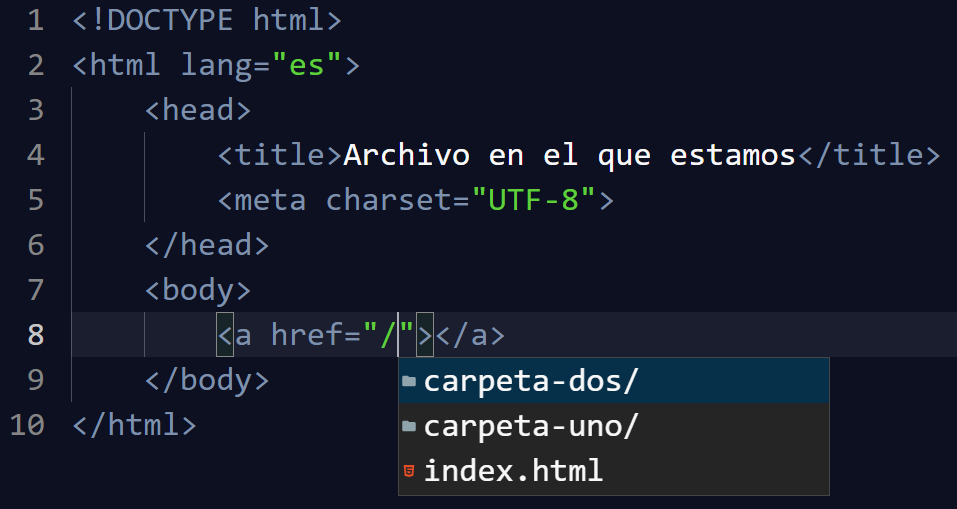 1 <!DOCTYPE html>
2 <html lang="es">
3     <head>
4         <title>Archivo en el que estamos</title>
5         <meta charset="UTF-8">
6     </head>
7     <body>
8         <a href="/"></a>
carpeta-dos/
9     </body>
carpeta-uno/
10 </html>
index.html